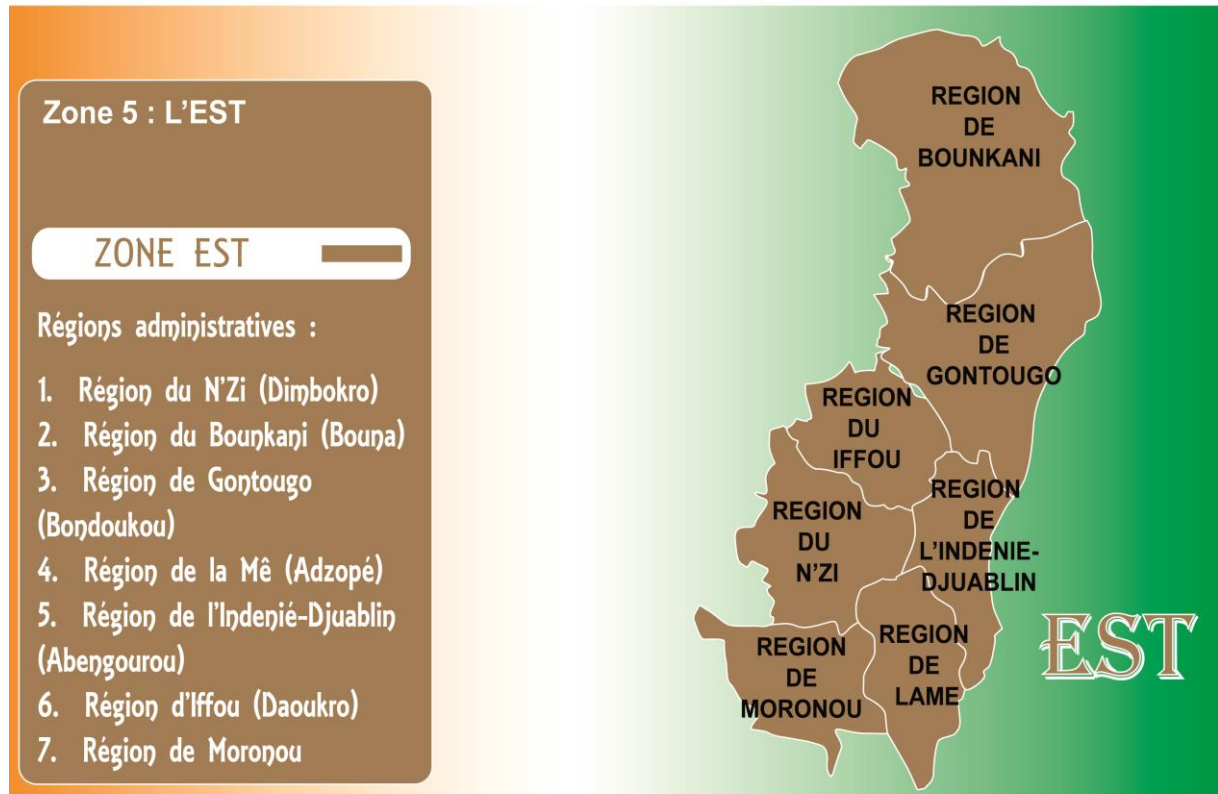 Zone 5 : L'EST
ZONE EST
Régions administratives :
1. Région du N'Zi (Dimbokro)
2. Région du Bounkani (Bouna)
3. Région de Gontougo
(Bondoukou)
4. Région de la Mê (Adzopé)
5. Région de l'Indenié-Djuablin
(Abengourou)
6. Région d'Iffou (Daoukro)
7. Région de Moronou
REGION
DE
BOUNKANI
REGION
DE
GONTOUGO
REGION
DU
IFFOU
REGION
DE
L'INDENIE-
DJUABLIN
REGION
DU
N'ZI
REGION
DE
MORONOU
REGION
DE
LAME
EST